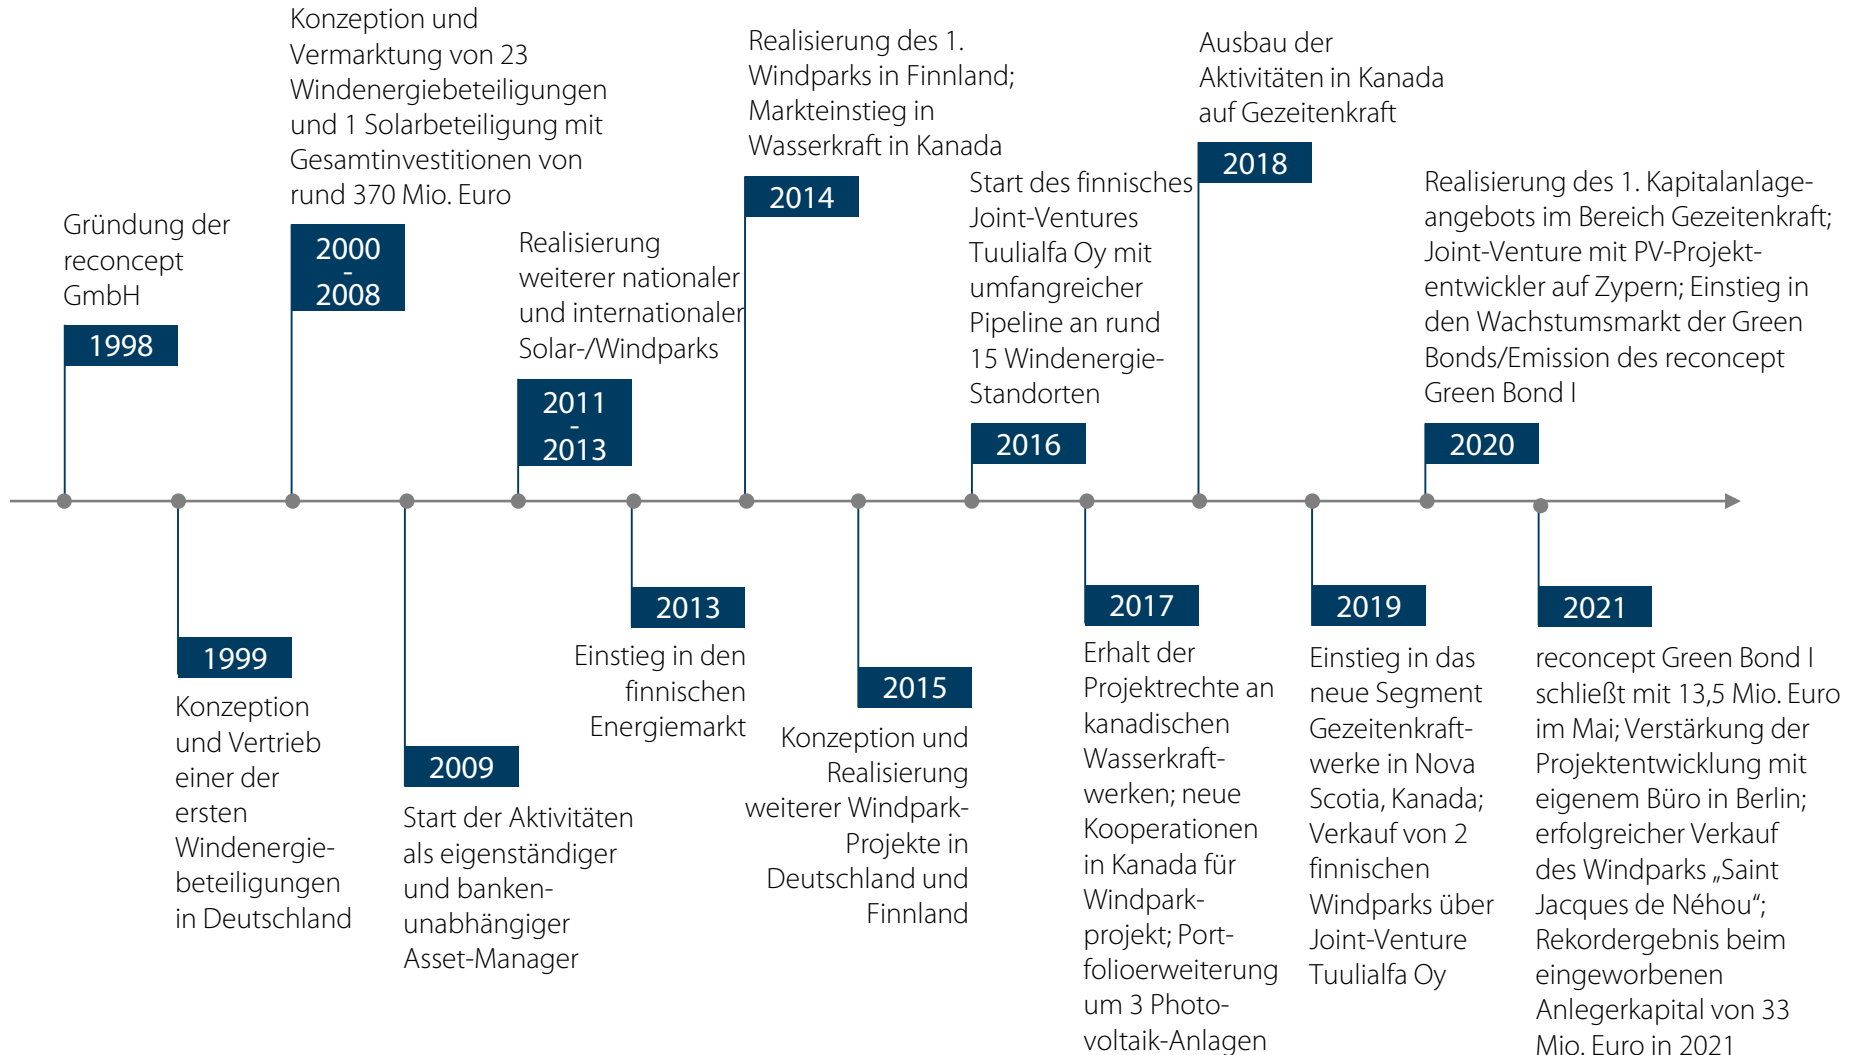 Gründung der
reconcept
GmbH
1998
1999
Konzeption
und Vertrieb
einer der
ersten
Windenergie-
beteiligungen
in Deutschland
Konzeption und
Vermarktung von 23
Windenergiebeteiligungen
und 1 Solarbeteiligung mit
Gesamtinvestitionen von
rund 370 Mio. Euro
2000
-
2008
2009
Start der Aktivitäten
als eigenständiger
und banken-
unabhängiger
Asset-Manager
Realisierung
weiterer nationaler
und internationaler
Solar-/Windparks
2011
-
2013
2013
Einstieg in den
finnischen
Energiemarkt
Realisierung des 1.
Windparks in Finnland;
Markteinstieg in
Wasserkraft in Kanada
2014
2015
Konzeption und
Realisierung
weiterer Windpark-
Projekte in
Deutschland und
Finnland
Start des finnisches
Joint-Ventures
Tuulialfa Oy mit
umfangreicher
Pipeline an rund
15 Windenergie-
Standorten
2016
2017
Erhalt der
Projektrechte an
kanadischen
Wasserkraft-
werken; neue
Kooperationen
in Kanada für
Windpark-
projekt; Port-
folioerweiterung
um 3 Photo-
voltaik-Anlagen
Ausbau der
Aktivitäten in Kanada
auf Gezeitenkraft
2018
2019
Einstieg in das
neue Segment
Gezeitenkraft-
werke in Nova
Scotia, Kanada;
Verkauf von 2
finnischen
Windparks über
Joint-Venture
Tuulialfa Oy
Realisierung des 1. Kapitalanlage-
angebots im Bereich Gezeitenkraft;
Joint-Venture mit PV-Projekt-
entwickler auf Zypern; Einstieg in
den Wachstumsmarkt der Green
Bonds/Emission des reconcept
Green Bond I
2020
2021
reconcept Green Bond I
schließt mit 13,5 Mio. Euro
im Mai; Verstärkung der
Projektentwicklung mit
eigenem Büro in Berlin;
erfolgreicher Verkauf
des Windparks „Saint
Jacques de Néhou“;
Rekordergebnis beim
eingeworbenen
Anlegerkapital von 33
Mio. Euro in 2021